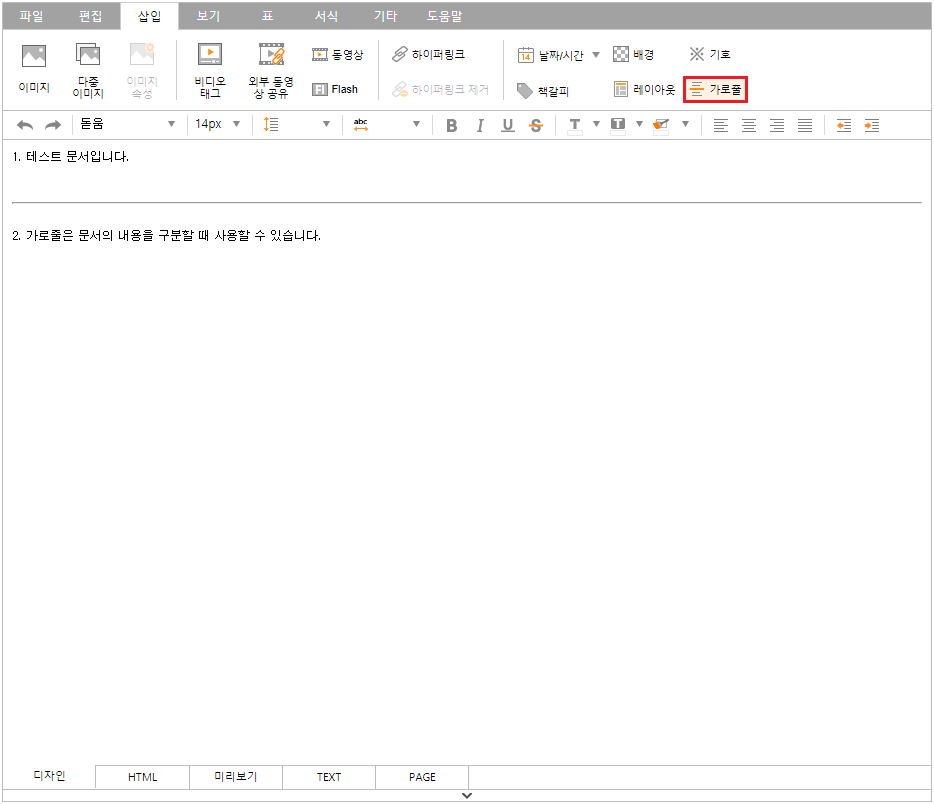 파일 편집 삽입 보기 표 서식 기타 도움말
이미지
다중
이미지
이미지
속성
비디오
태그
외부 동영
상 공유
동영상
Flash
하이퍼링크
하이퍼링크 제거
날짜/시간
책갈피
배경
레이아웃
기호
가로줄
돋움 14px abc B I U S T T
1. 테스트 문서입니다.
2. 가로줄은 문서의 내용을 구분할 때 사용할 수 있습니다.
디자인 HTML 미리보기 TEXT PAGE